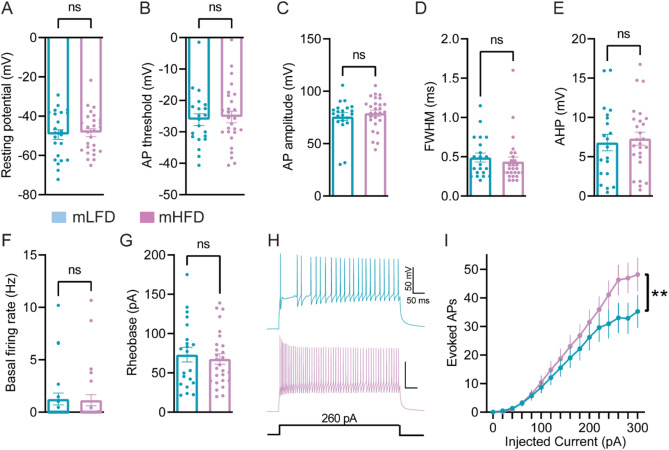 A
ns
Resting potential (mV)
0
-20
-40
-60
-80
B
ns
AP threshold (mV)
0
-10
-20
-30
-40
-50
C
ns
AP amplitude (mV)
150
100
50
0
D
ns
FWHM (ms)
2.0
1.5
1.0
0.5
0.0
E
ns
AHP (mV)
20
15
10
5
0
mLFD
mHFD
F
ns
Basal firing rate (Hz)
15
10
5
0
G
ns
Rheobase (pA)
200
150
100
50
0
H
50 mV
50 ms
260 pA
I
Evoked APs
50
40
30
20
10
0
**
0
100
200
300
Injected Current (pA)